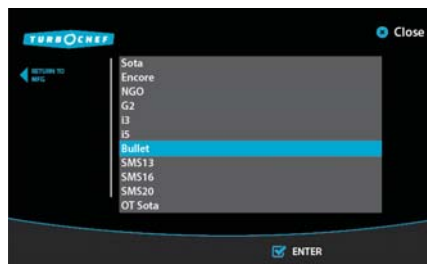 TURBOCHEF
Close
RETURN TO
MFG
Sota
Encore
NGO
G2
i3
i5
Bullet
SMS13
SMS16
SMS20
OT Sota
ENTER